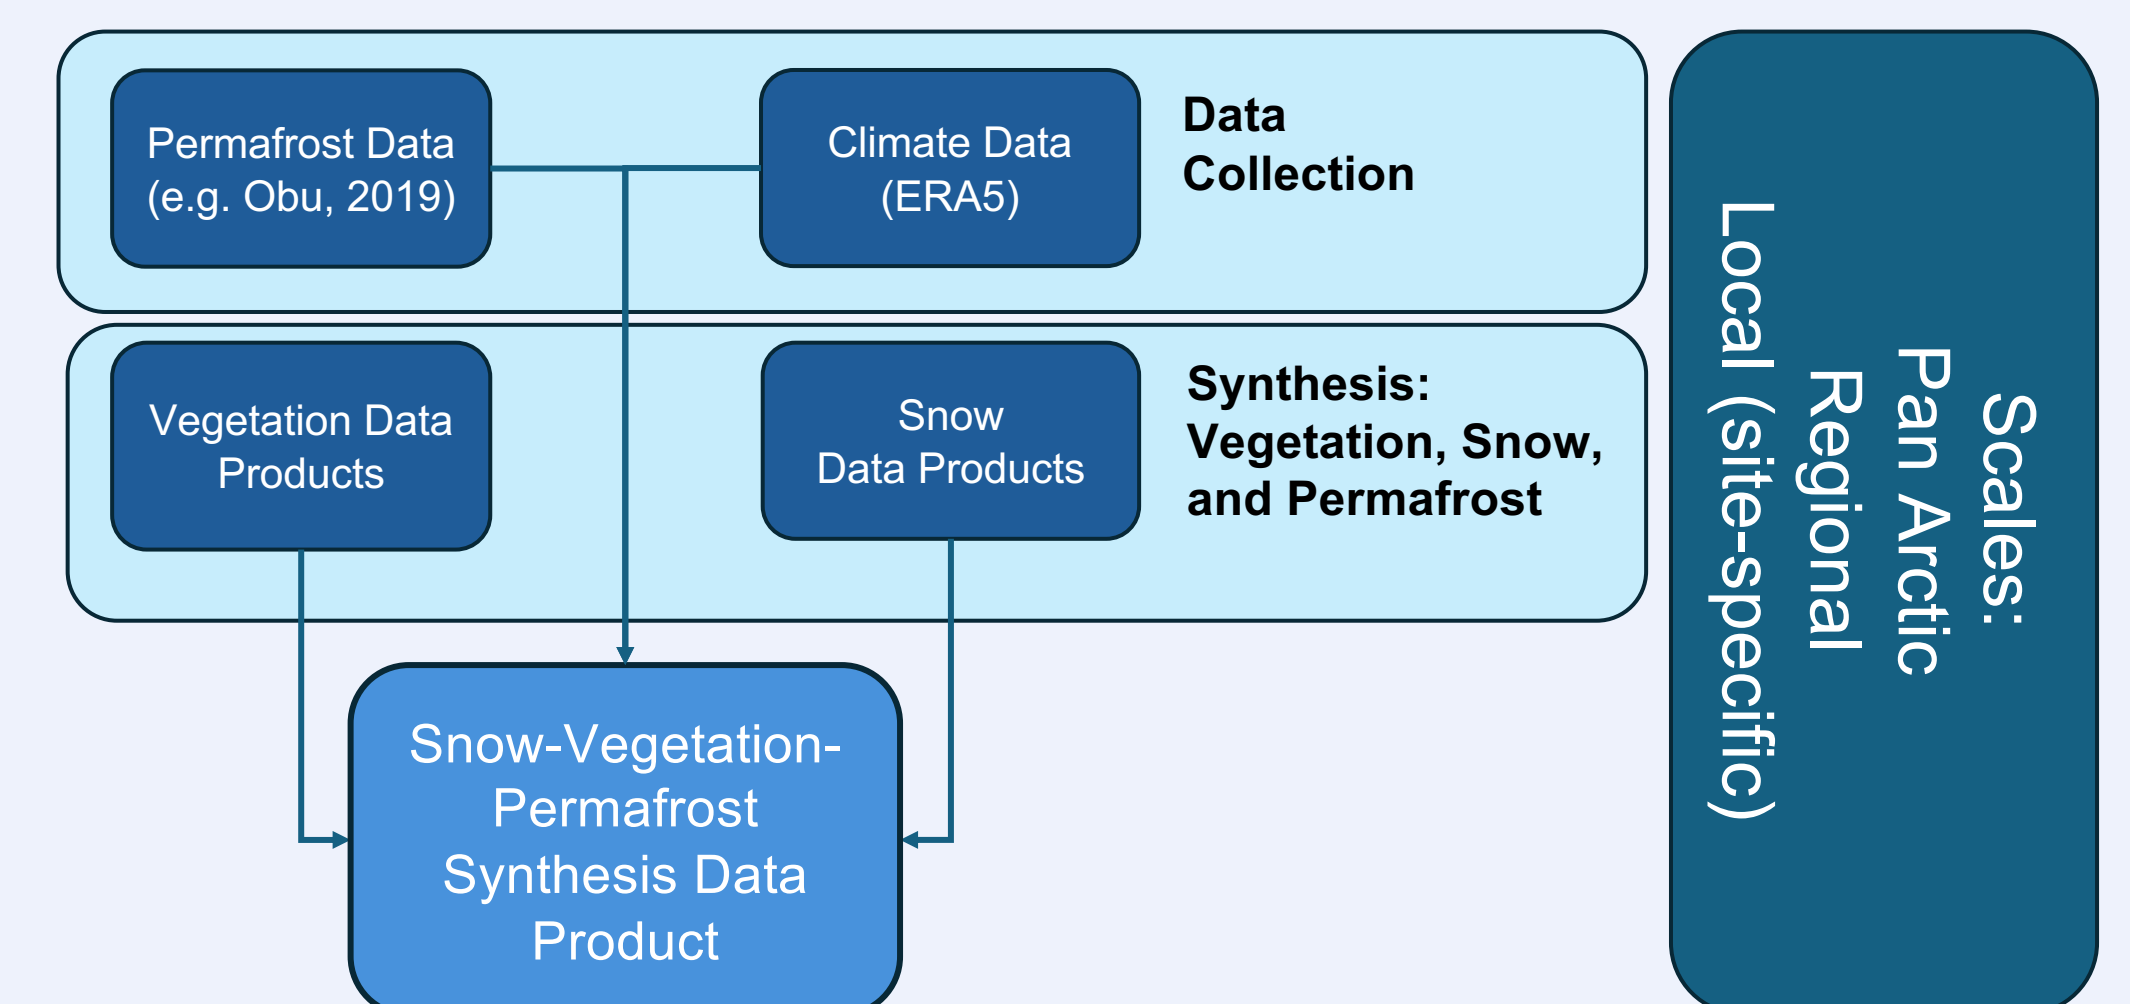 Permafrost Data
(e.g. Obu, 2019)
Climate Data
(ERA5)
Data
Collection
Vegetation Data
Products
Snow
Data Products
Synthesis:
Vegetation, Snow,
and Permafrost
Snow-Vegetation-
Permafrost
Synthesis Data
Product
Scales:
Pan Arctic
Regional
Local (site-specific)